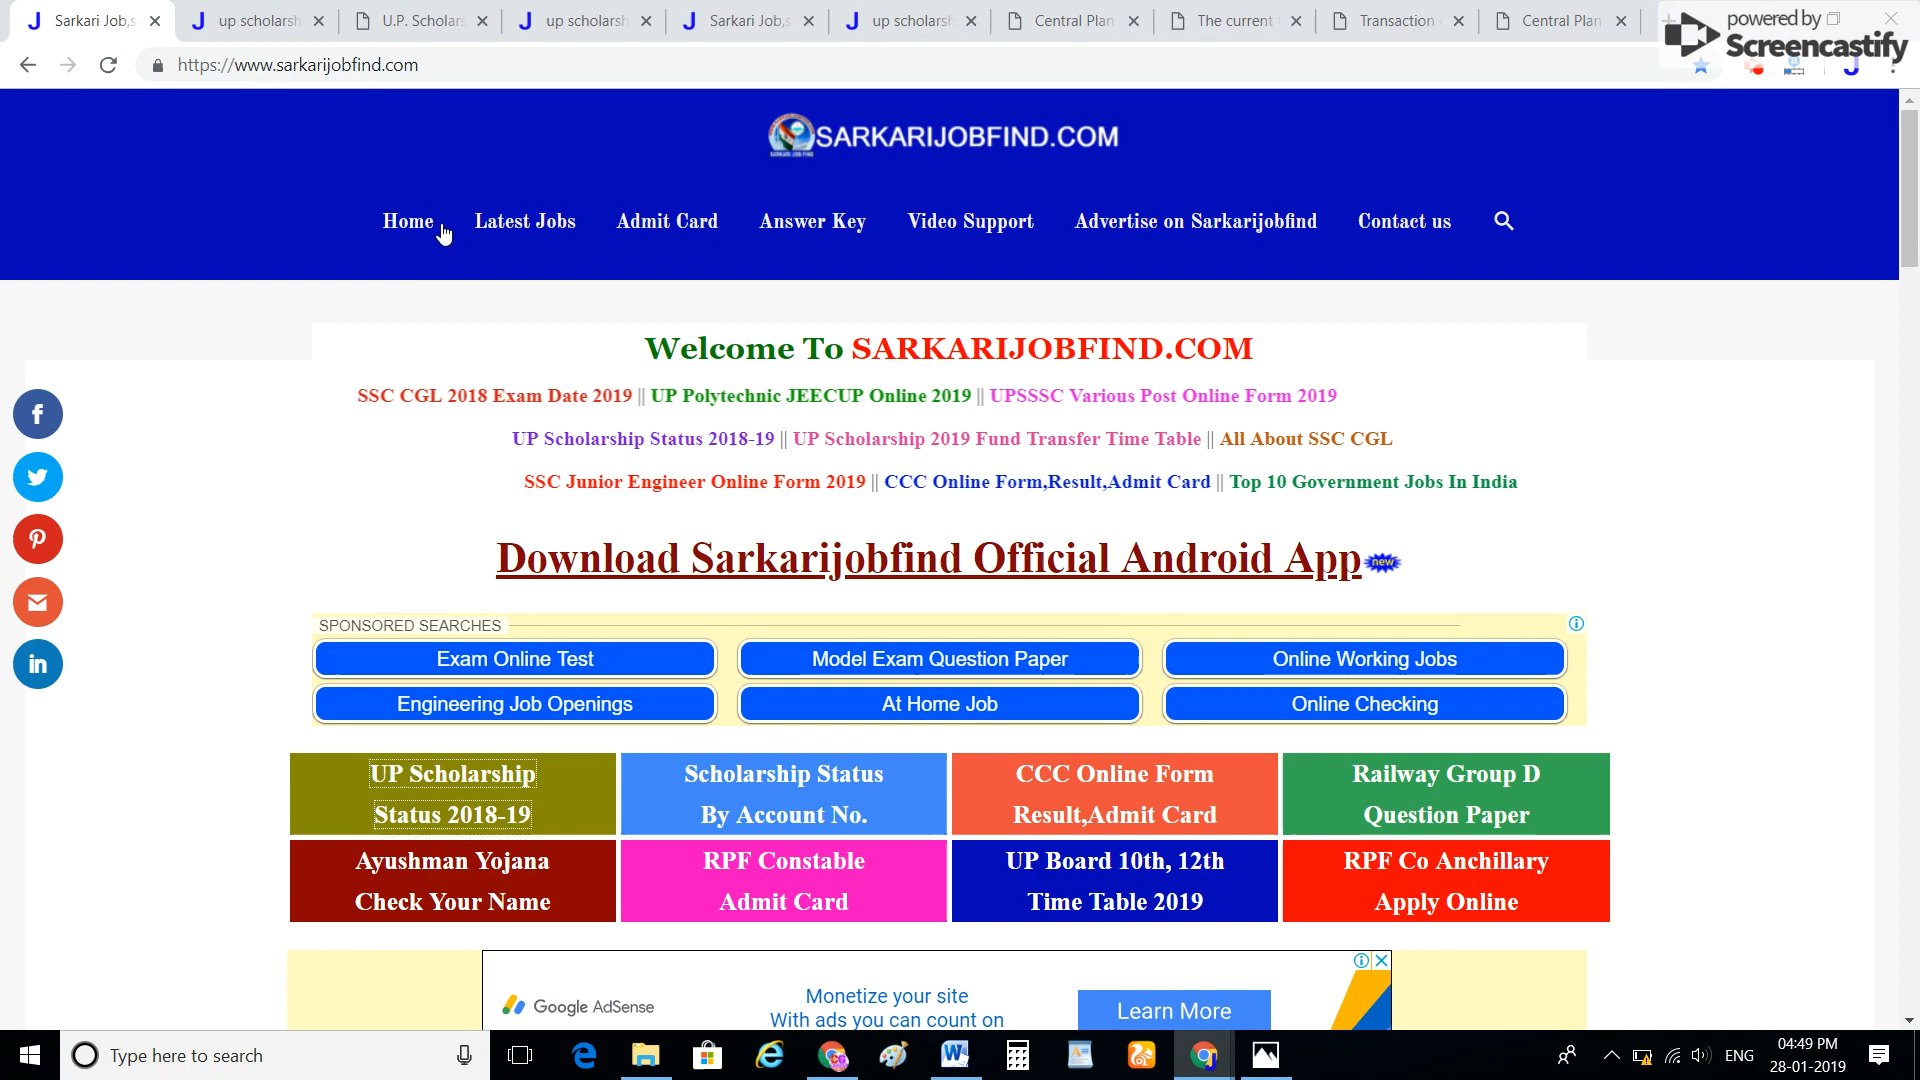 Sarkari Job,s
up scholarsh
U.P. Scholars
up scholarsh
Sarkari Job,s
up scholarsh
Central Plan
The current
Transaction
Central Plan
powered by
Screencastify
https://www.sarkarijobfind.com
SARKARIJOBFIND.COM
Home
Latest Jobs
Admit Card
Answer Key
Video Support
Advertise on Sarkarijobfind
Contact us
Welcome To SARKARIJOBFIND.COM
SSC CGL 2018 Exam Date 2019 || UP Polytechnic JEECUP Online 2019 || UPSSSC Various Post Online Form 2019
UP Scholarship Status 2018-19 || UP Scholarship 2019 Fund Transfer Time Table || All About SSC CGL
SSC Junior Engineer Online Form 2019 || CCC Online Form,Result,Admit Card || Top 10 Government Jobs In India
Download Sarkarijobfind Official Android App
new
SPONSORED SEARCHES
Exam Online Test
Model Exam Question Paper
Online Working Jobs
Engineering Job Openings
At Home Job
Online Checking
UP Scholarship
Status 2018-19
Scholarship Status
By Account No.
CCC Online Form
Result,Admit Card
Railway Group D
Question Paper
Ayushman Yojana
Check Your Name
RPF Constable
Admit Card
UP Board 10th, 12th
Time Table 2019
RPF Co Anchillary
Apply Online
Google AdSense
Monetize your site
With ads you can count on
Learn More
Type here to search
ENG
04:49 PM
28-01-2019